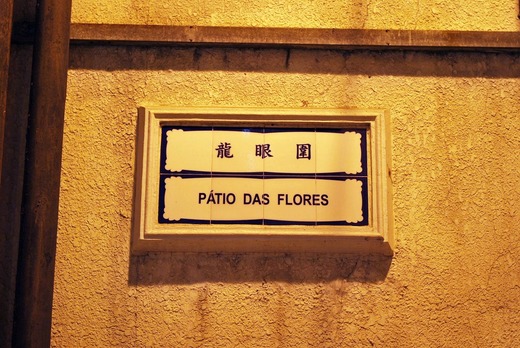 龍眼圍
PÁTIO DAS FLORES